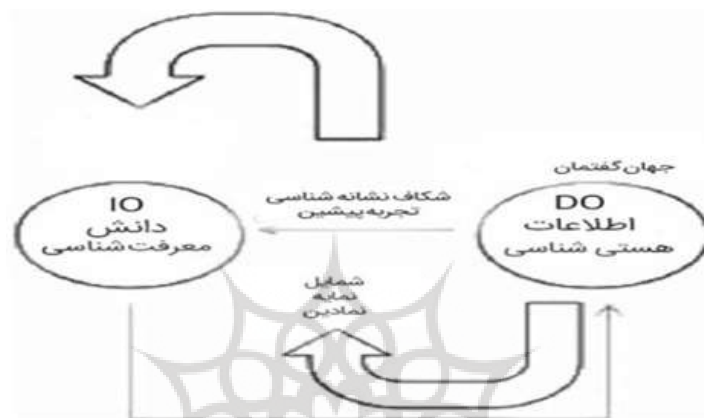 جهان گفتمان
DO
اطلاعات
هستی شناسی
شکاف نشانه شناسی
تجربه پیشین
IO
دانش
معرفت شناسی
شمایل
نمایه
نمادین